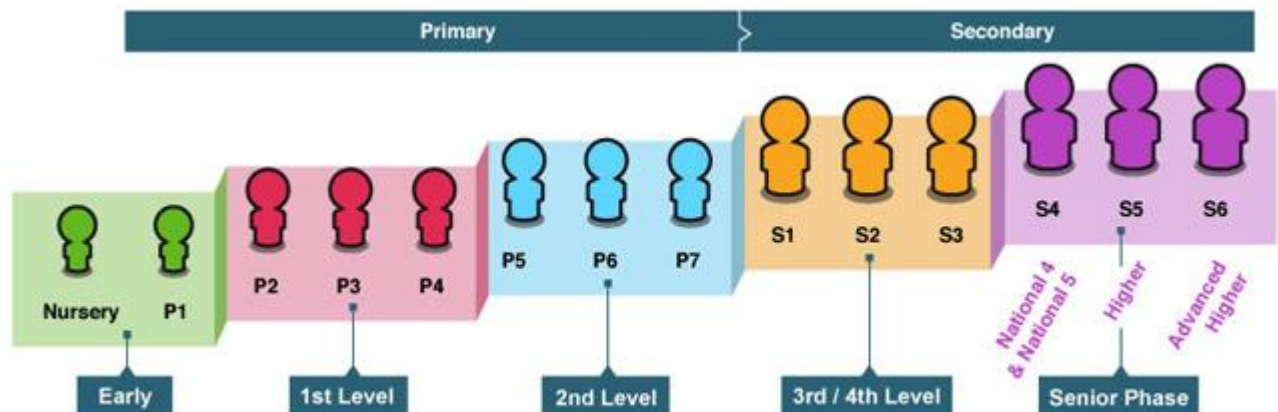 Primary
Secondary
Nursery
P1
P2
P3
P4
P5
P6
P7
S1
S2
S3
S4
S5
S6
National 4
& National 5
Higher
Advanced
Higher
Early
1st Level
2nd Level
3rd / 4th Level
Senior Phase